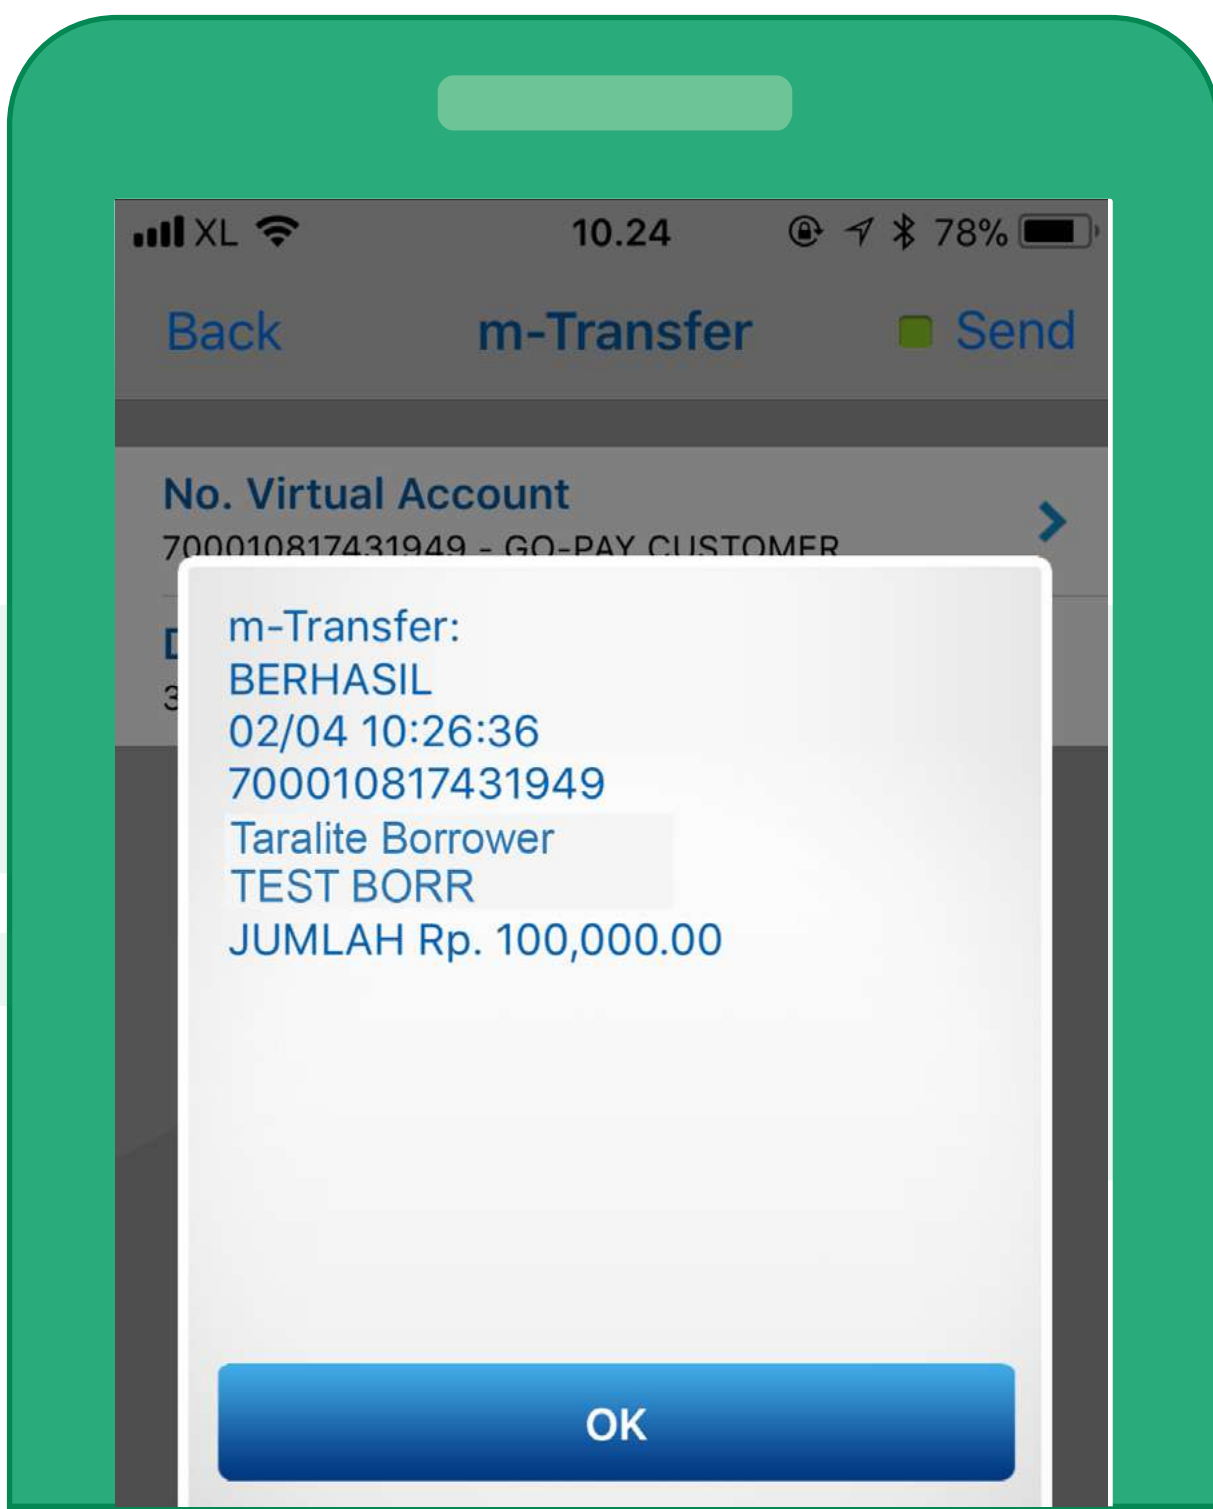 XL 10.24 78%
Back m-Transfer Send
No. Virtual Account
700010817431949 - GO-PAY CUSTOMER
m-Transfer:
BERHASIL
02/04 10:26:36
700010817431949
Taralite Borrower
TEST BORR
JUMLAH Rp. 100,000.00
OK